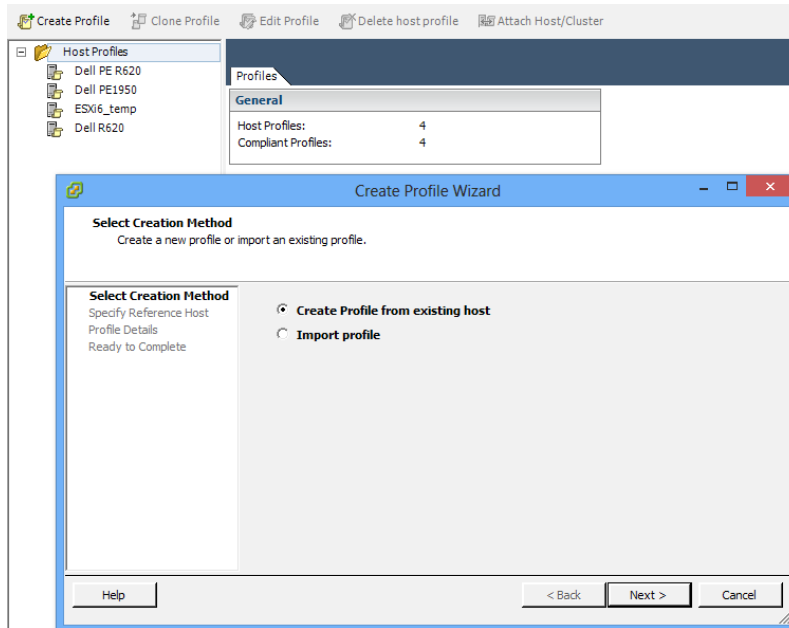 Create Profile Clone Profile Edit Profile Delete host profile Attach Host/Cluster
Host Profiles
Dell PE R620
Dell PE1950
ESXi6_temp
Dell R620
Profiles
General
Host Profiles: 4
Compliant Profiles: 4
Create Profile Wizard
Select Creation Method
Create a new profile or import an existing profile.
Select Creation Method
Specify Reference Host
Profile Details
Ready to Complete
Create Profile from existing host
Import profile
Help < Back Next > Cancel